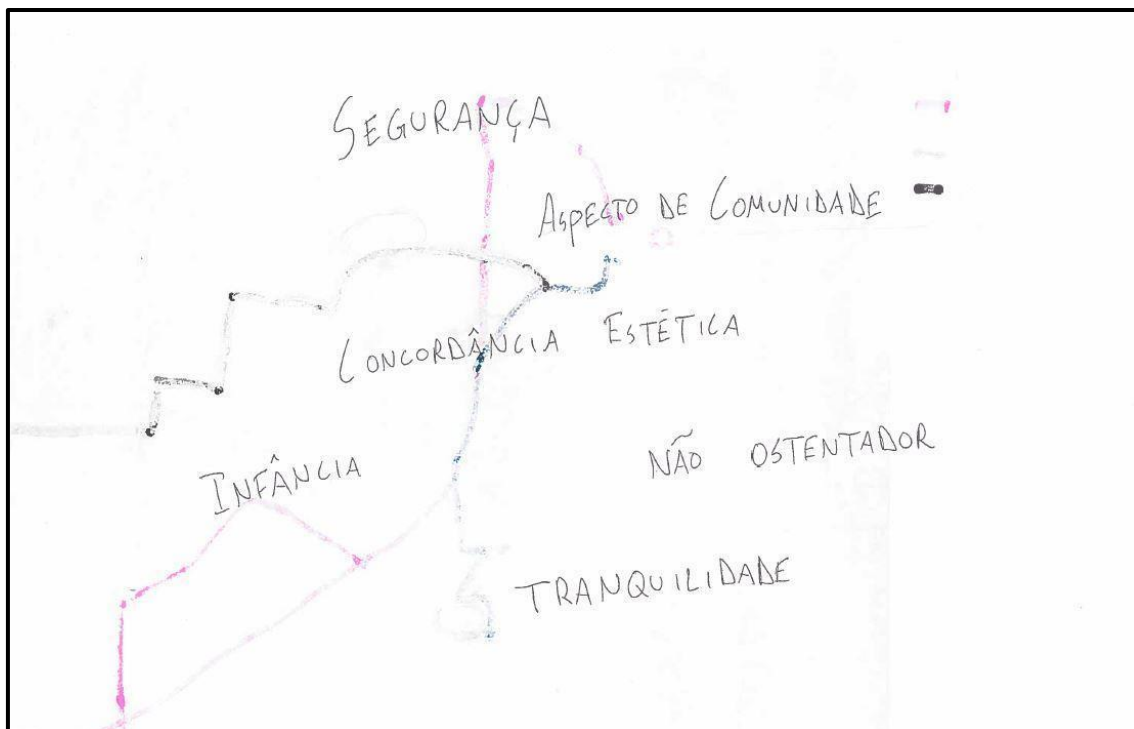 SEGURANÇA
ASPECTO DE COMUNIDADE
CONCORDÂNCIA ESTÉTICA
INFÂNCIA
NÃO OSTENTADOR
TRANQUILIDADE